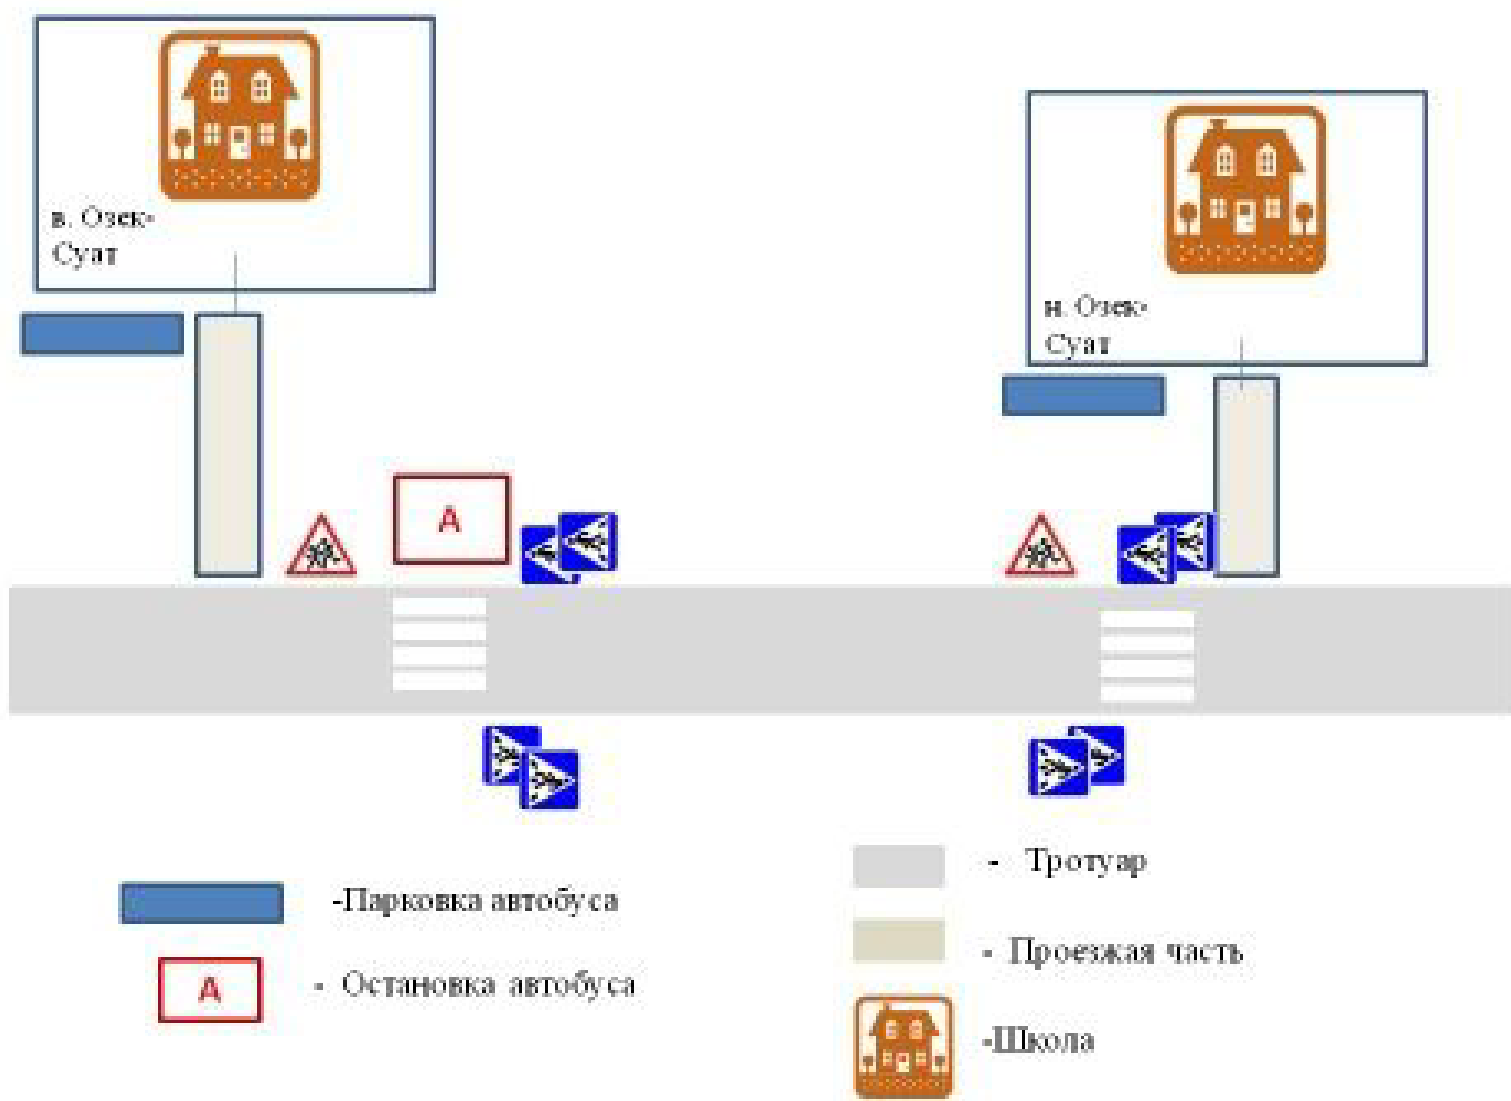 в. Озек-
Суат
н. Озек-
Суат
А
-Парковка автобуса
А
- Остановка автобуса
- Тротуар
- Проезжая часть
-Школа